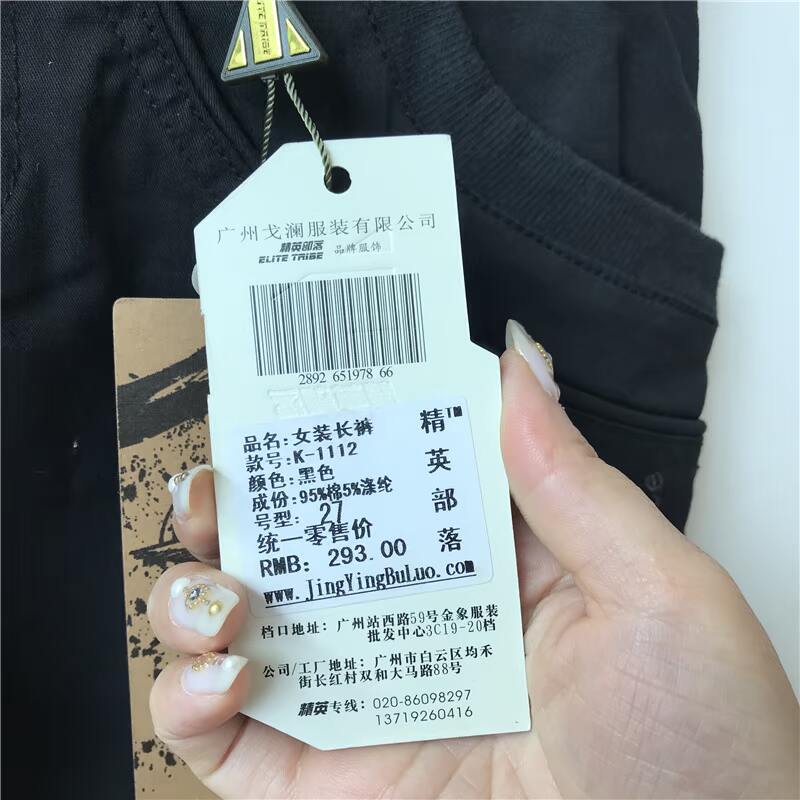 ELITE TRIBE
广州戈澜服装有限公司
精英部落 品牌服饰
ELITE TRIBE
2892 651978 66
品名:女装长裤
款号:K-1112
颜色:黑色
成份:95%棉5%涤纶
号型: 27
统一零售价
RMB: 293.00
www.JingYingBuLuo.com
精™英部落
档口地址: 广州站西路59号金象服装
批发中心3C19-20档
公司/工厂地址: 广州市白云区均禾
街长红村双和大马路88号
精英专线: 020-86098297
13719260416